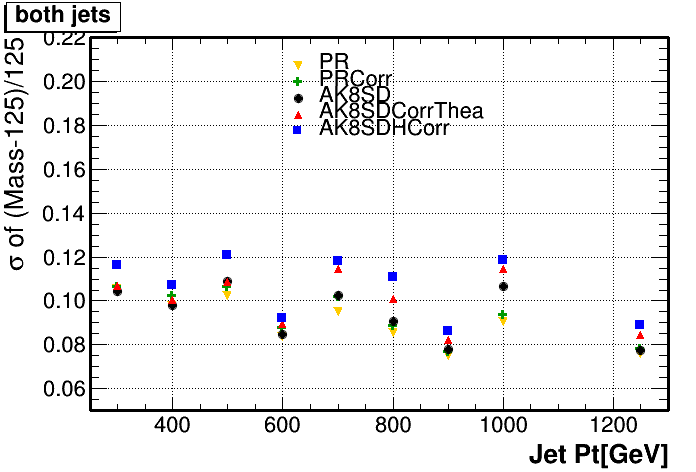 both jets
σ of (Mass-125)/125
0.22
0.20
0.18
0.16
0.14
0.12
0.10
0.08
0.06
PR
PRCorr
AK8SD
AK8SDCorrThea
AK8SDHCorr
400 600 800 1000 1200
Jet Pt[GeV]